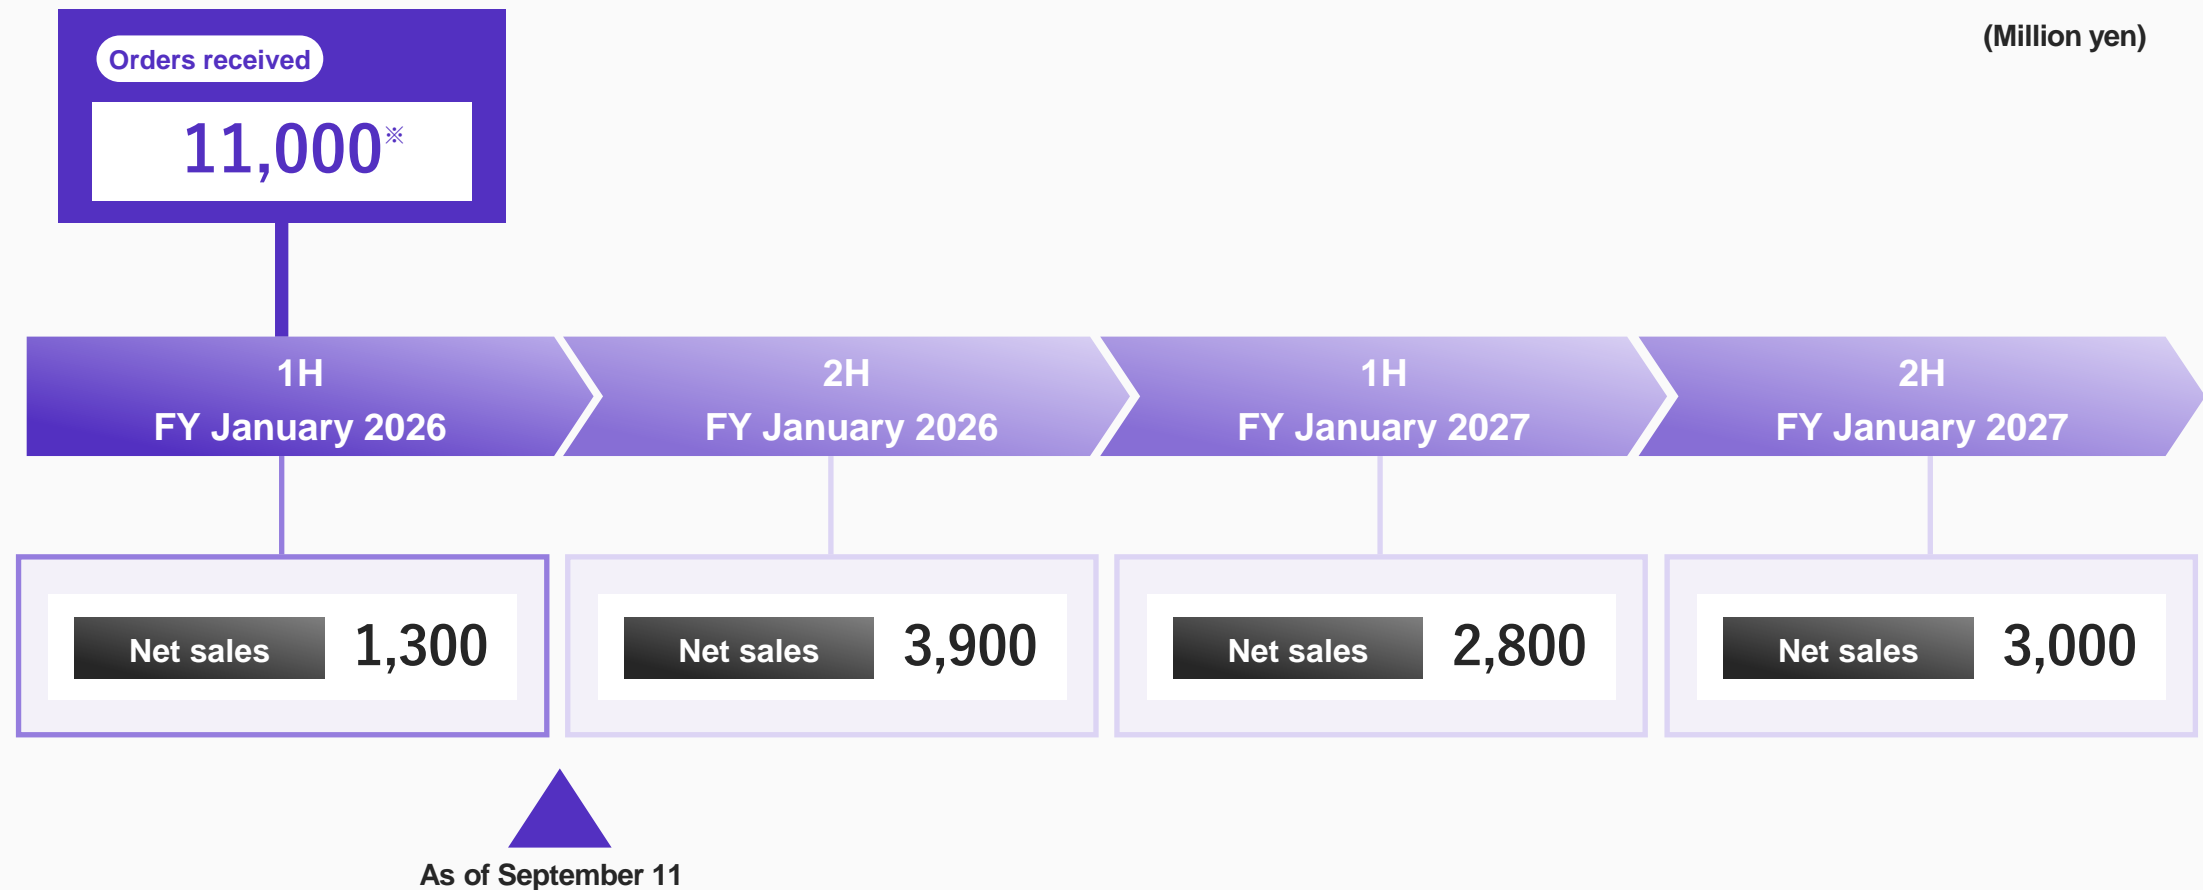 (Million yen)
Orders received
11,000※
1H
FY January 2026
2H
FY January 2026
1H
FY January 2027
2H
FY January 2027
Net sales 1,300
Net sales 3,900
Net sales 2,800
Net sales 3,000
As of September 11